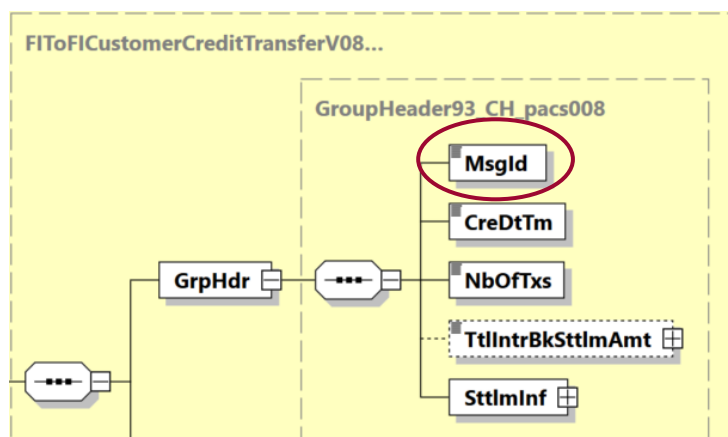 FIToFICustomerCreditTransferV08...
GroupHeader93_CH_pacs008
MsgId
CreDtTm
GrpHdr
NbOfTxs
TtlIntrBkSttlmAmt
SttlmInf